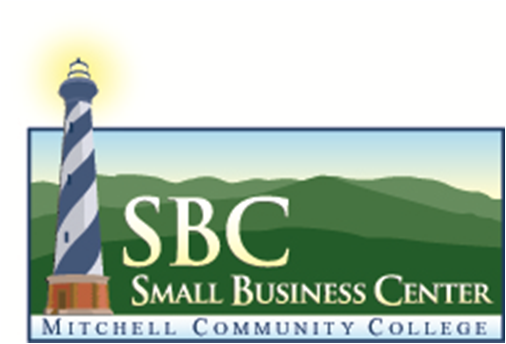 SBC
SMALL BUSINESS CENTER
MITCHELL COMMUNITY COLLEGE